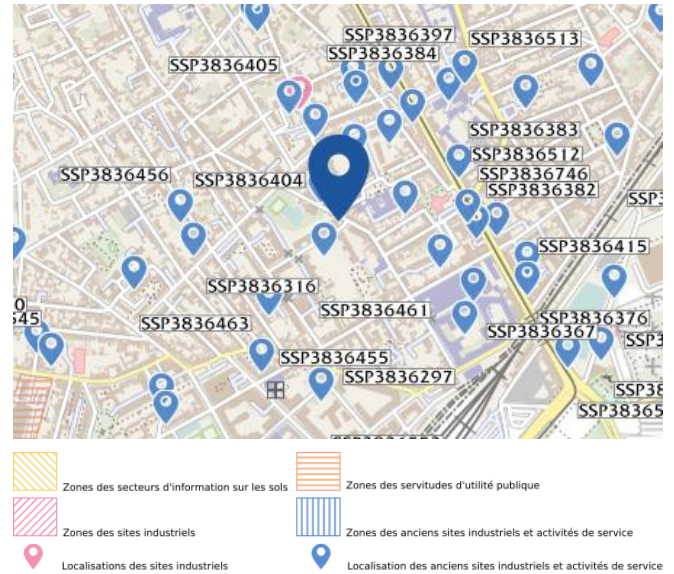 SSP3836397
SSP3836513
SSP3836384
SSP3836405
SSP3836383
SSP3836512
SSP3836456
SSP3836404
SSP3836746
SSP3836382
SSP3836415
SSP3836316
SSP3836461
SSP3836463
SSP3836376
SSP3836367
SSP3836455
SSP3836297
Zones des secteurs d'information sur les sols
Zones des servitudes d'utilité publique
Zones des sites industriels
Zones des anciens sites industriels et activités de service
Localisations des sites industriels
Localisation des anciens sites industriels et activités de service